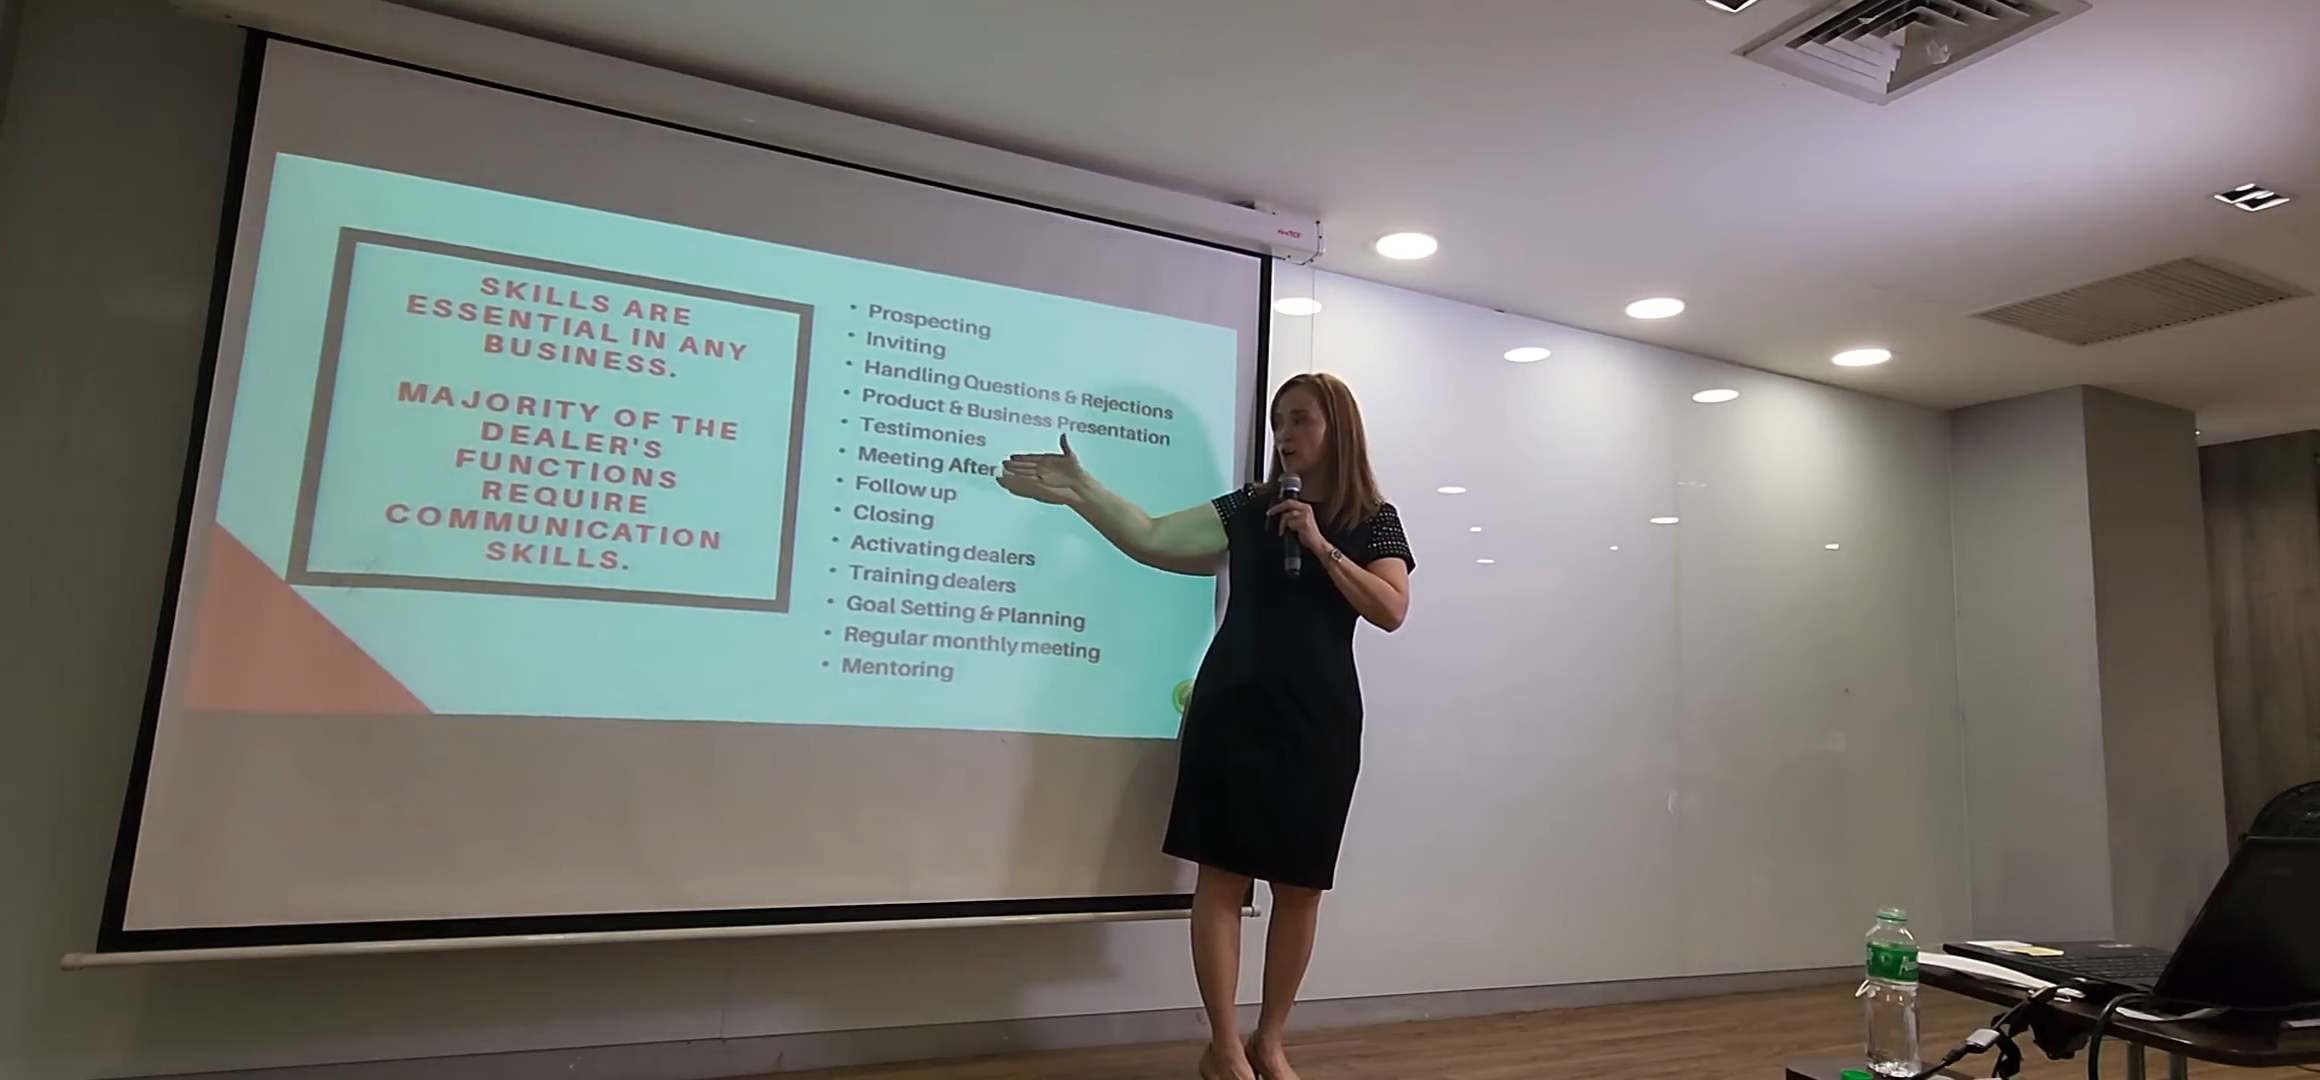 SKILLS ARE
ESSENTIAL IN ANY
BUSINESS.
MAJORITY OF THE
DEALER'S
FUNCTIONS
REQUIRE
COMMUNICATION
SKILLS.
• Prospecting
• Inviting
• Handling Questions & Rejections
• Product & Business Presentation
• Testimonies
• Meeting After
• Follow up
• Closing
• Activating dealers
• Training dealers
• Goal Setting & Planning
• Regular monthly meeting
• Mentoring